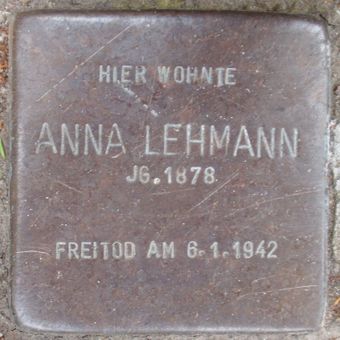 HIER WOHNTE
ANNA LEHMANN
JG. 1878
FREITOD AM 6.1.1942